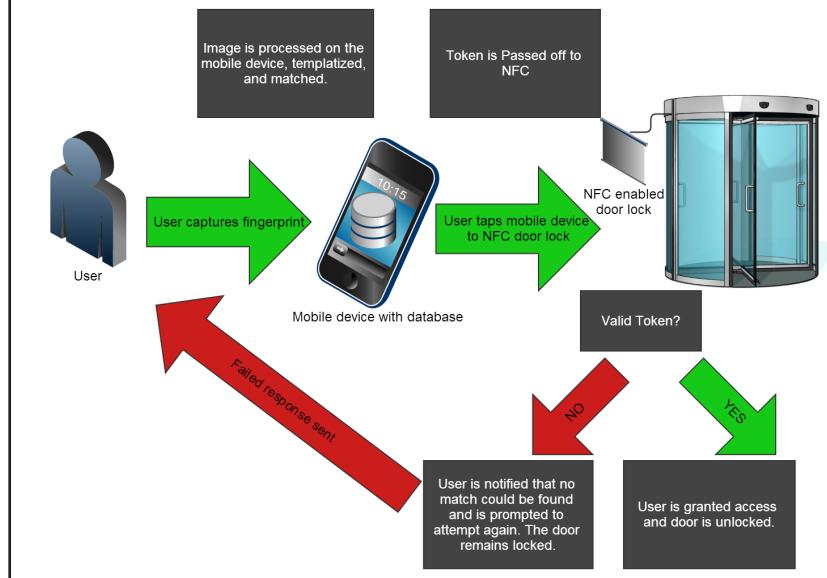 Image is processed on the
mobile device, templatized,
and matched.
Token is Passed off to
NFC
User captures fingerprint
10:15
User taps mobile device
to NFC door lock
NFC enabled
door lock
User
Mobile device with database
Valid Token?
Failed response sent
NO
YES
User is notified that no
match could be found
and is prompted to
attempt again. The door
remains locked.
User is granted access
and door is unlocked.